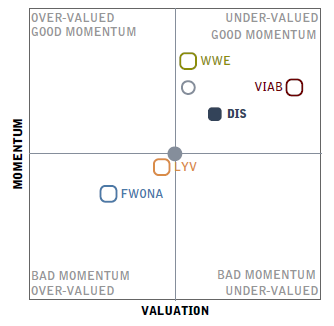 OVER-VALUED
GOOD MOMENTUM
UNDER-VALUED
GOOD MOMENTUM
WWE
VIAB
DIS
MOMENTUM
LYV
FWONA
BAD MOMENTUM
OVER-VALUED
BAD MOMENTUM
UNDER-VALUED
VALUATION